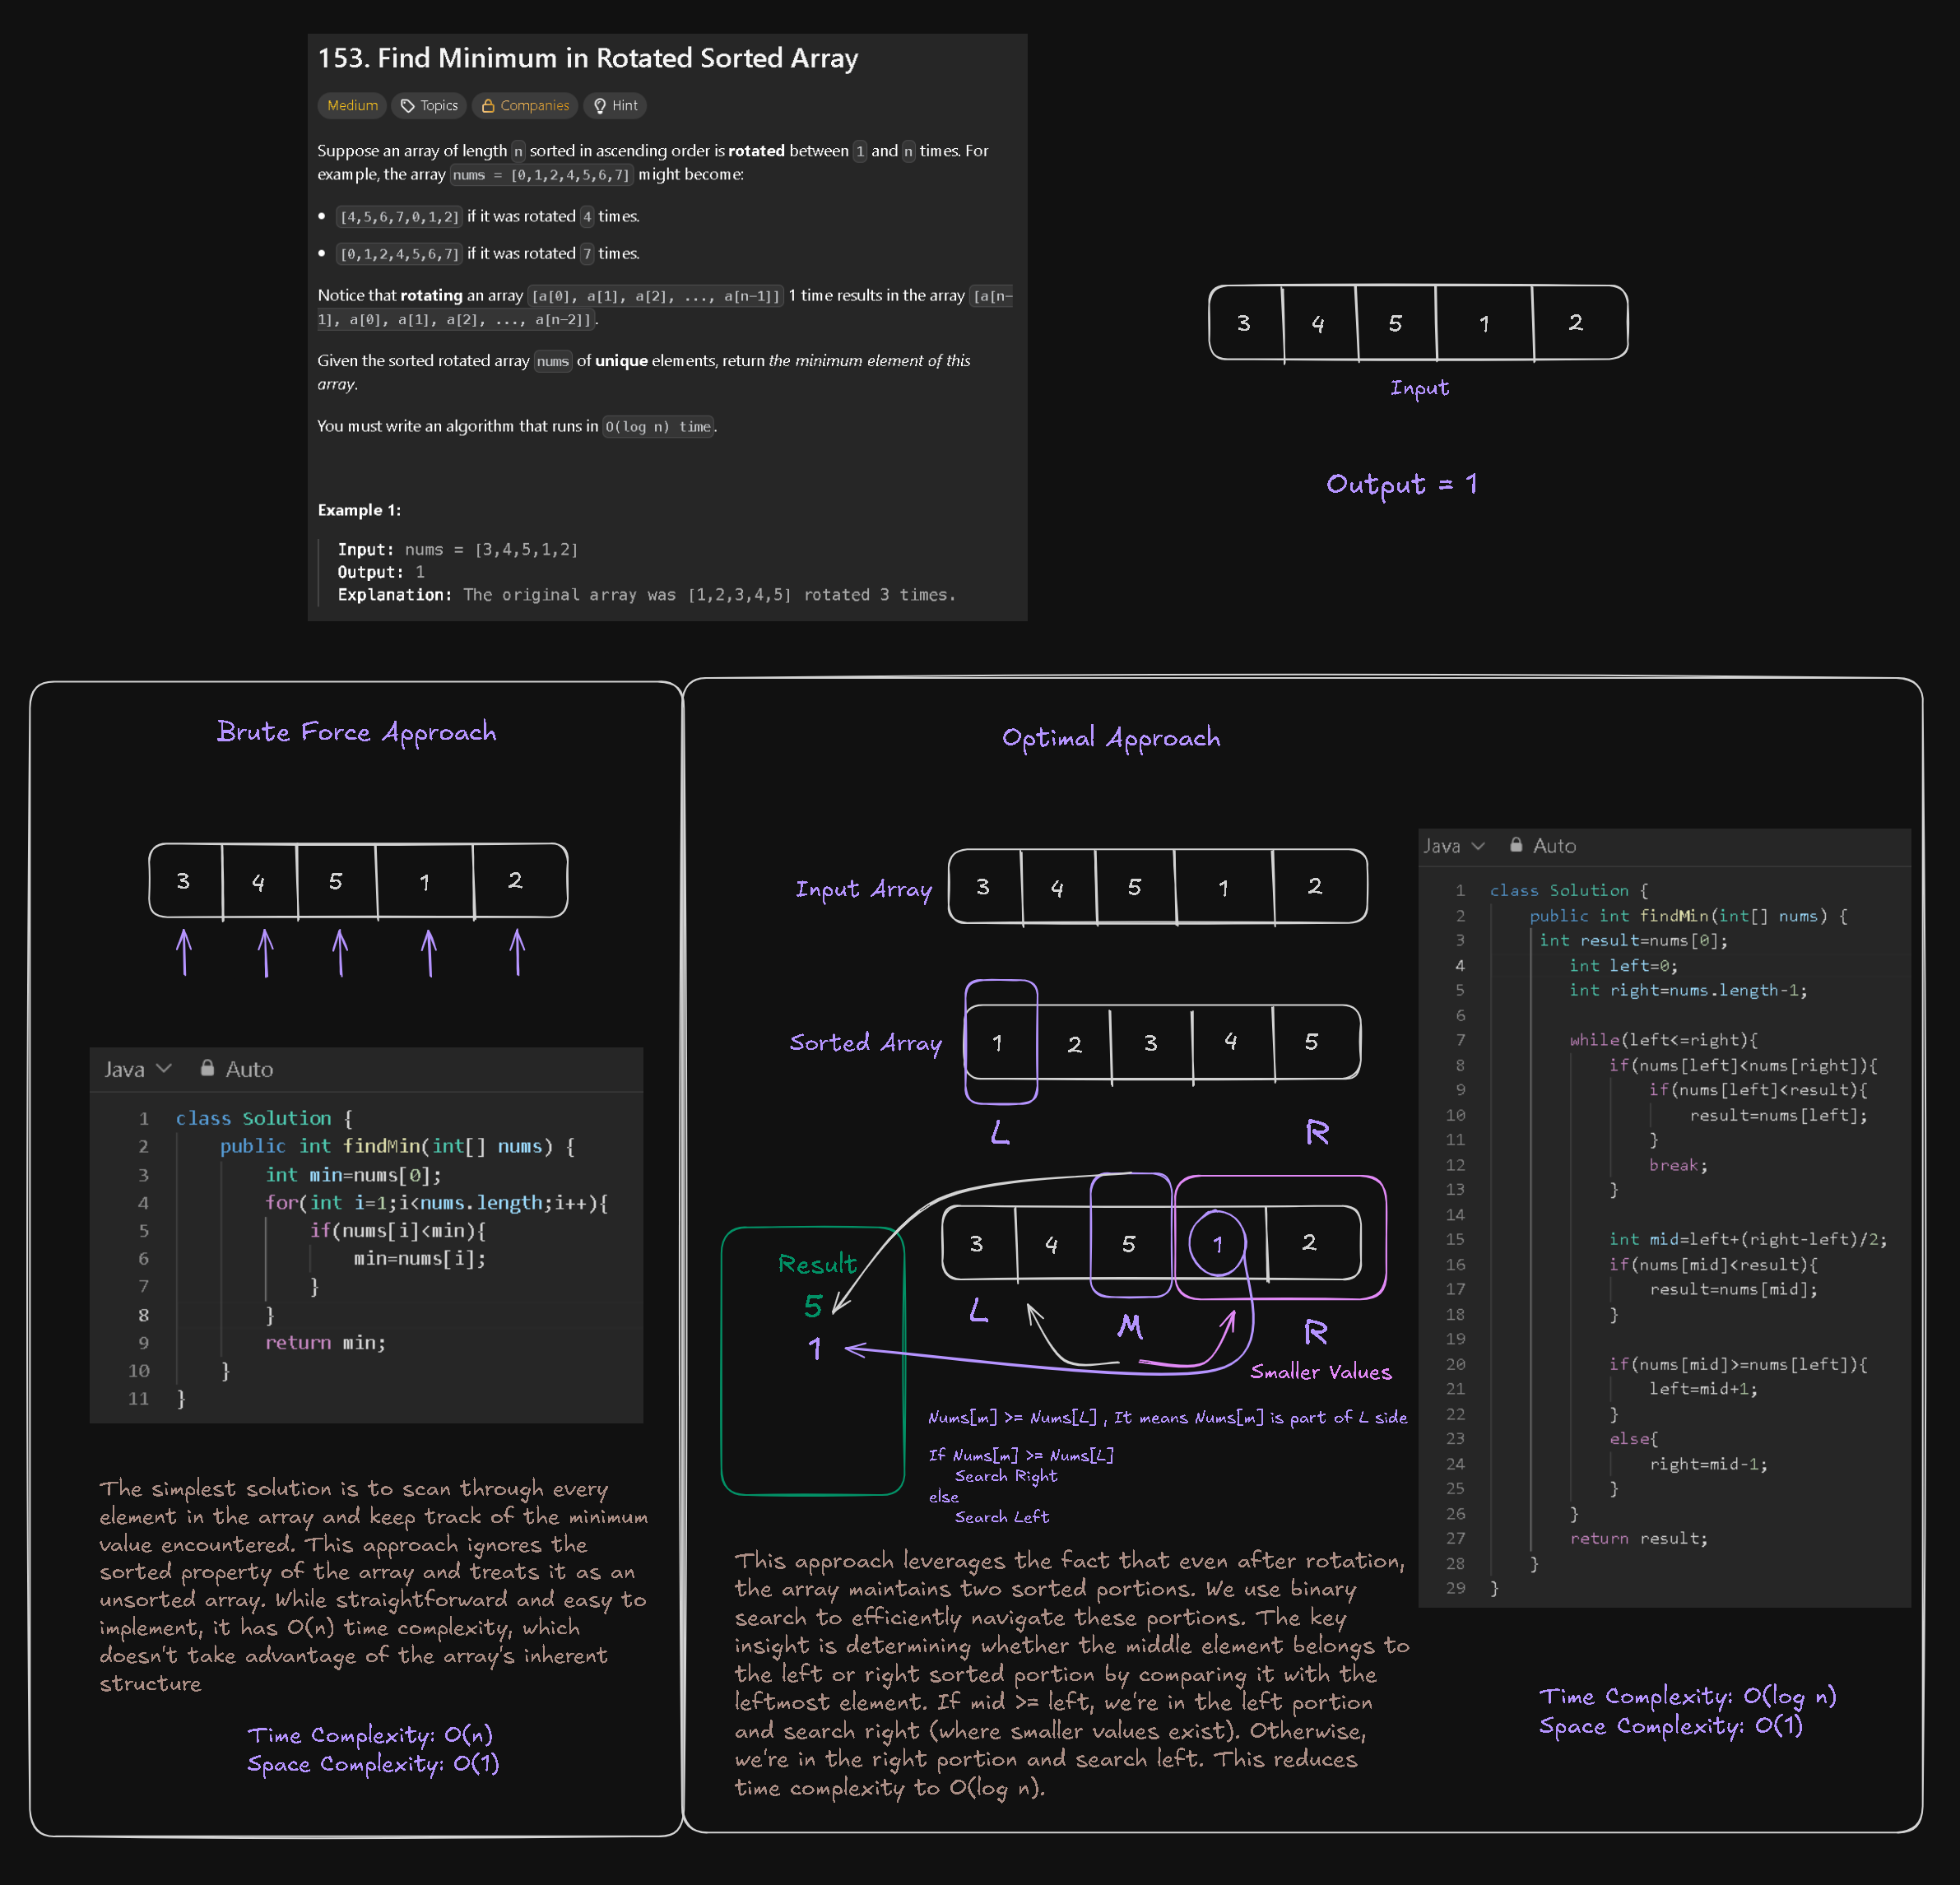 153. Find Minimum in Rotated Sorted Array
Medium Topics Companies Hint
Suppose an array of length n sorted in ascending order is rotated between 1 and n times. For
example, the array nums = [0,1,2,4,5,6,7] might become:
• [4,5,6,7,0,1,2] if it was rotated 4 times.
• [0,1,2,4,5,6,7] if it was rotated 7 times.
Notice that rotating an array [a[0], a[1], a[2], ..., a[n-1]] 1 time results in the array [a[n-
1], a[0], a[1], a[2], ..., a[n-2]].
Given the sorted rotated array nums of unique elements, return the minimum element of this
array.
You must write an algorithm that runs in O(log n) time.
Example 1:
Input: nums = [3,4,5,1,2]
Output: 1
Explanation: The original array was [1,2,3,4,5] rotated 3 times.
3 4 5 1 2
Input
Output = 1
Brute Force Approach
3 4 5 1 2
Java Auto
1 class Solution {
2 public int findMin(int[] nums) {
3 int min=nums[0];
4 for(int i=1;i<nums.length;i++){
5 if(nums[i]<min){
6 min=nums[i];
7 }
8 }
9 return min;
10 }
11 }
The simplest solution is to scan through every
element in the array and keep track of the minimum
value encountered. This approach ignores the
sorted property of the array and treats it as an
unsorted array. While straightforward and easy to
implement, it has O(n) time complexity, which
doesn't take advantage of the array's inherent
structure
Time Complexity: O(n)
Space Complexity: O(1)
Optimal Approach
Input Array 3 4 5 1 2
Sorted Array 1 2 3 4 5
L R
3 4 5 1 2
L M R
Result
5
1
Smaller Values
Nums[m] >= Nums[L] , It means Nums[m] is part of L side
If Nums[m] >= Nums[L]
Search Right
else
Search Left
This approach leverages the fact that even after rotation,
the array maintains two sorted portions. We use binary
search to efficiently navigate these portions. The key
insight is determining whether the middle element belongs to
the left or right sorted portion by comparing it with the
leftmost element. If mid >= left, we're in the left portion
and search right (where smaller values exist). Otherwise,
we're in the right portion and search left. This reduces
time complexity to O(log n).
Java Auto
1 class Solution {
2 public int findMin(int[] nums) {
3 int result=nums[0];
4 int left=0;
5 int right=nums.length-1;
6
7 while(left<=right){
8 if(nums[left]<nums[right]){
9 if(nums[left]<result){
10 result=nums[left];
11 }
12 break;
13 }
14
15 int mid=left+(right-left)/2;
16 if(nums[mid]<result){
17 result=nums[mid];
18 }
19
20 if(nums[mid]>=nums[left]){
21 left=mid+1;
22 }
23 else{
24 right=mid-1;
25 }
26 }
27 return result;
28 }
29 }
Time Complexity: O(log n)
Space Complexity: O(1)